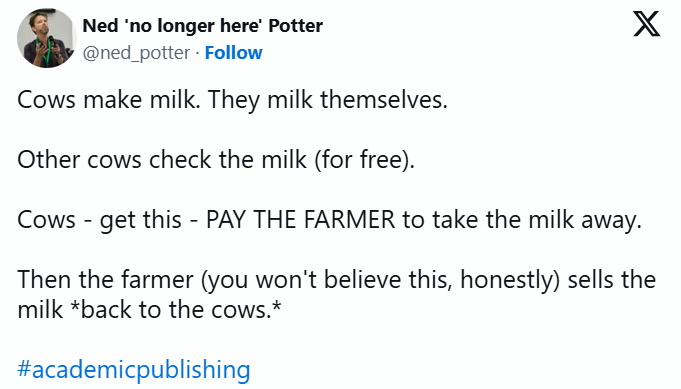 Ned 'no longer here' Potter
@ned_potter · Follow
Cows make milk. They milk themselves.
Other cows check the milk (for free).
Cows - get this - PAY THE FARMER to take the milk away.
Then the farmer (you won't believe this, honestly) sells the
milk *back to the cows.*
#academicpublishing